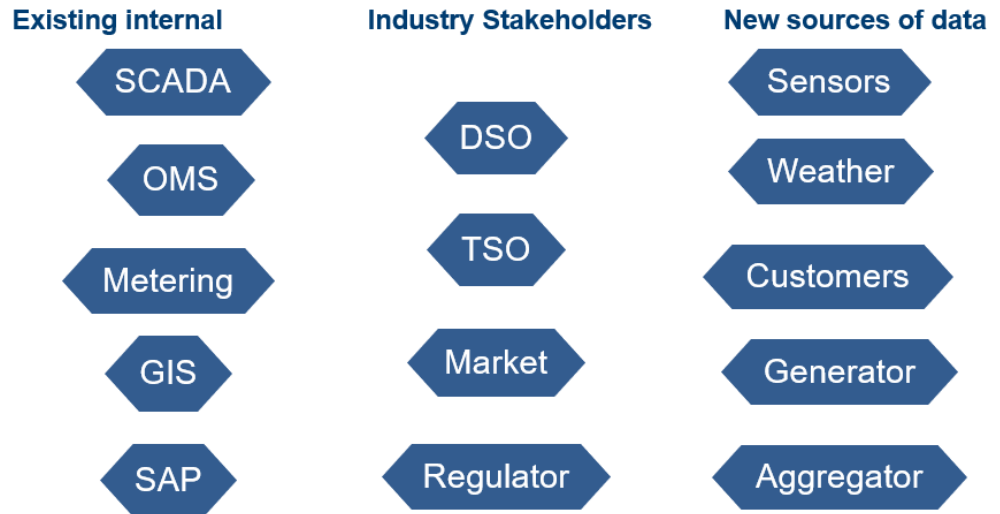 Existing internal
SCADA
OMS
Metering
GIS
SAP
Industry Stakeholders
DSO
TSO
Market
Regulator
New sources of data
Sensors
Weather
Customers
Generator
Aggregator